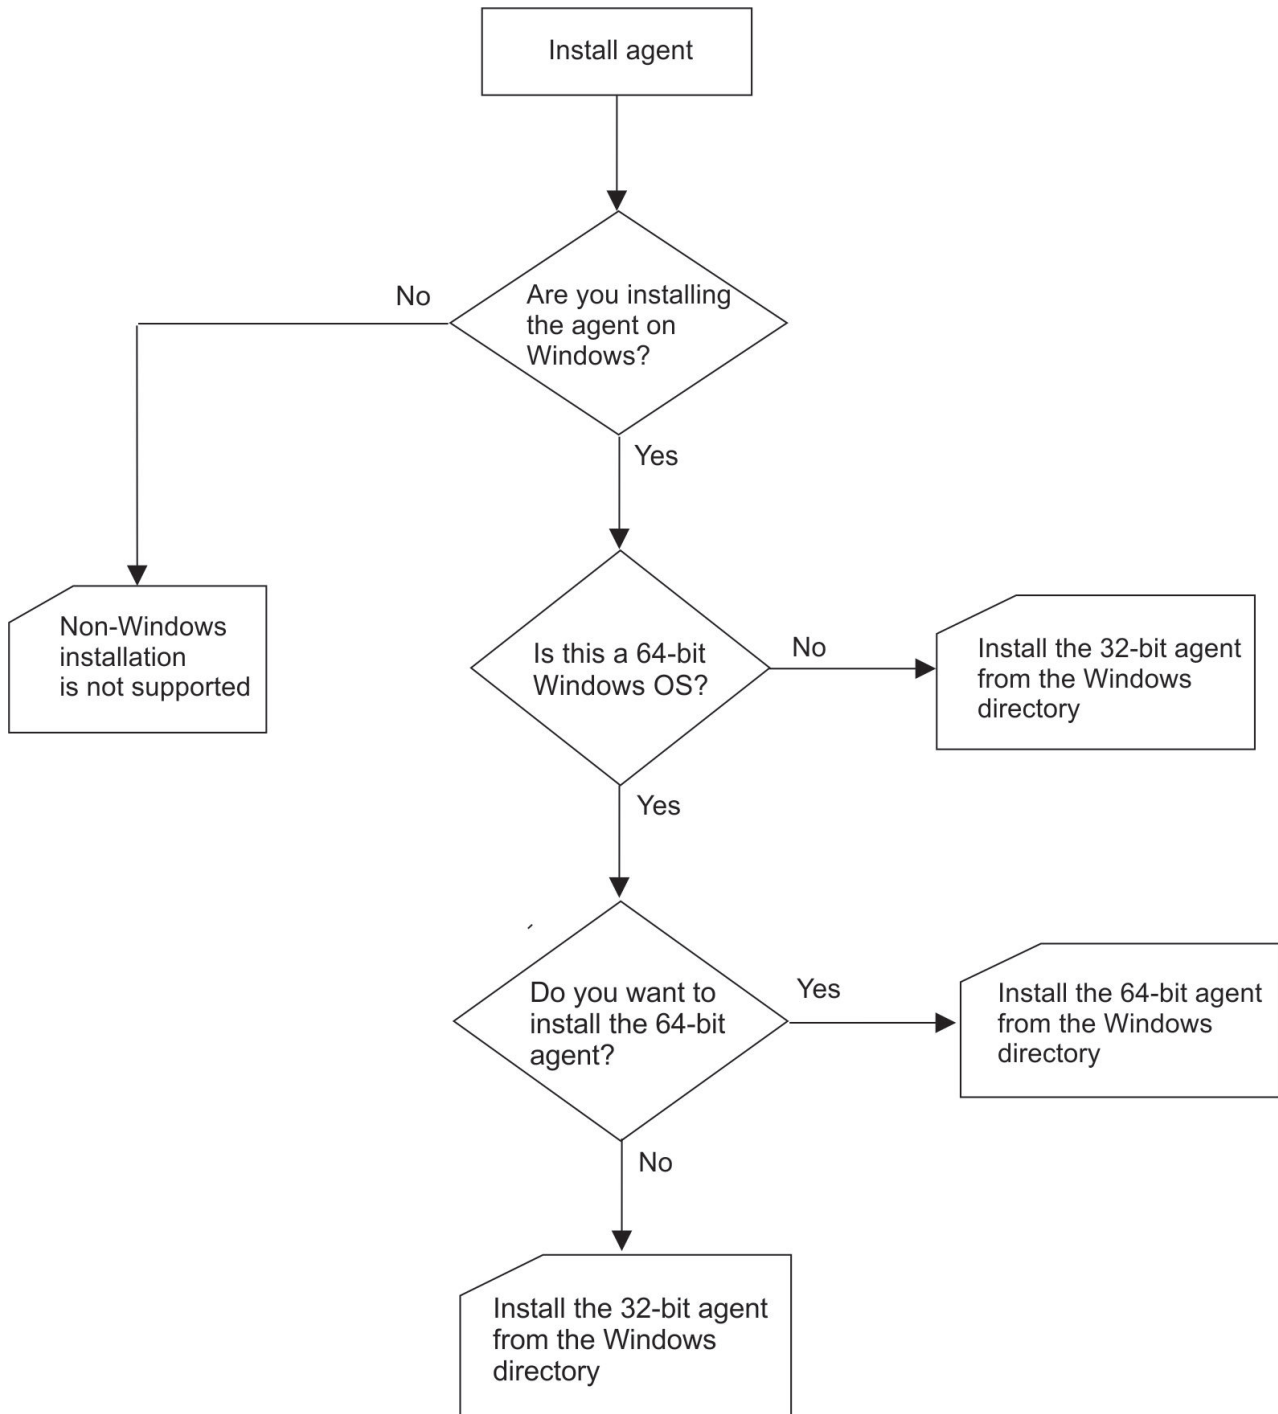 Install agent
No
Are you installing
the agent on
Windows?
Yes
Non-Windows
installation
is not supported
Is this a 64-bit
Windows OS?
No
Install the 32-bit agent
from the Windows
directory
Yes
Do you want to
install the 64-bit
agent?
Yes
Install the 64-bit agent
from the Windows
directory
No
Install the 32-bit agent
from the Windows
directory